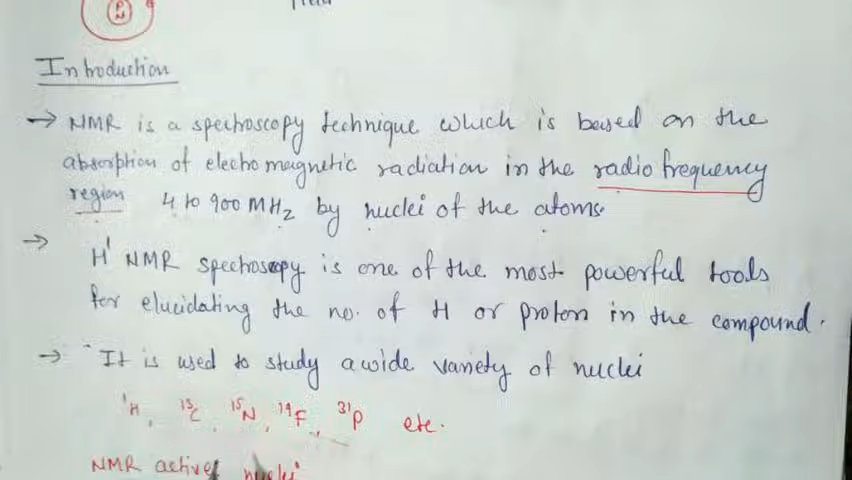 Introduction
→ NMR is a spectroscopy technique which is based on the
absorption of electromagnetic radiation in the radio frequency
region 4 to 900 MHz by nuclei of the atoms.
→ H¹ NMR spectroscopy is one of the most powerful tools
for elucidating the no. of H or proton in the compound.
→ It is used to study a wide variety of nuclei
¹H, ¹³C, ¹⁵N, ¹⁹F, ³¹P etc.
NMR active nuclei